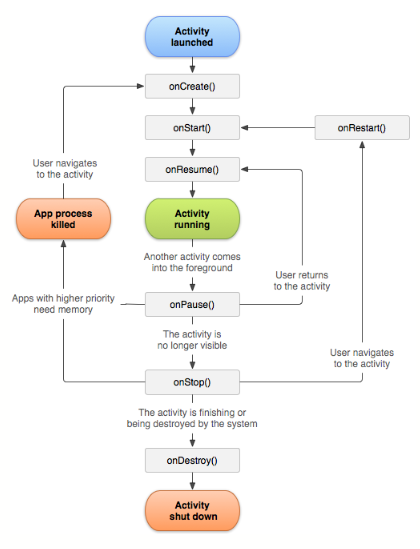 Activity
launched
onCreate()
onStart()
onRestart()
User navigates
to the activity
onResume()
App process
killed
Activity
running
Another activity comes
into the foreground
User returns
to the activity
Apps with higher priority
need memory
onPause()
The activity is
no longer visible
User navigates
to the activity
onStop()
The activity is finishing or
being destroyed by the system
onDestroy()
Activity
shut down